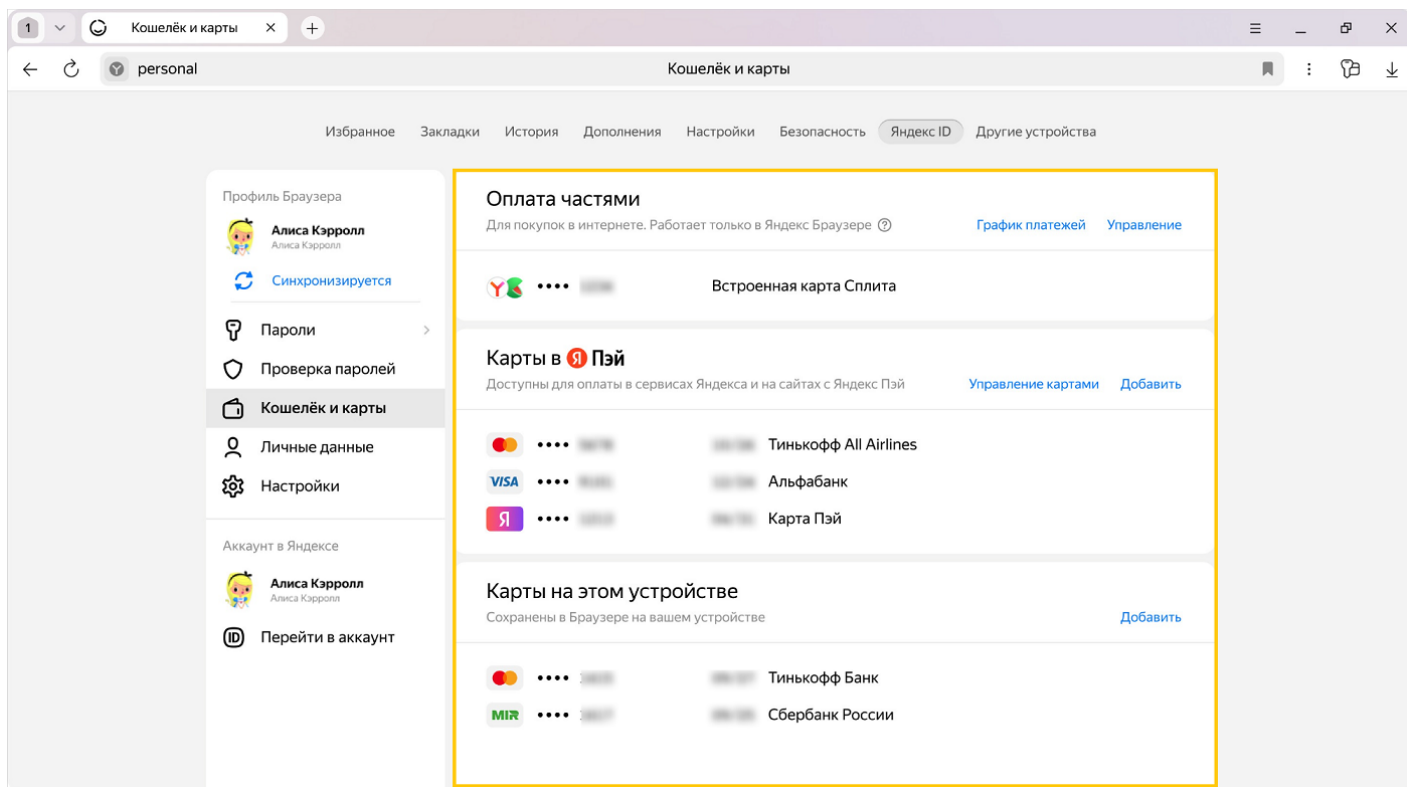 1 Кошелёк и карты
personal Кошелёк и карты
Избранное Закладки История Дополнения Настройки Безопасность Яндекс ID Другие устройства
Профиль Браузера
Алиса Кэрролл
Алиса Кэрролл
Синхронизируется
Пароли
Проверка паролей
Кошелёк и карты
Личные данные
Настройки
Аккаунт в Яндексе
Алиса Кэрролл
Алиса Кэрролл
ID Перейти в аккаунт
Оплата частями
Для покупок в интернете. Работает только в Яндекс Браузере ? График платежей Управление
•••• Встроенная карта Сплита
Карты в Я Пэй
Доступны для оплаты в сервисах Яндекса и на сайтах с Яндекс Пэй Управление картами Добавить
•••• Тинькофф All Airlines
VISA •••• Альфабанк
Я •••• Карта Пэй
Карты на этом устройстве
Сохранены в Браузере на вашем устройстве Добавить
•••• Тинькофф Банк
MIR •••• Сбербанк России